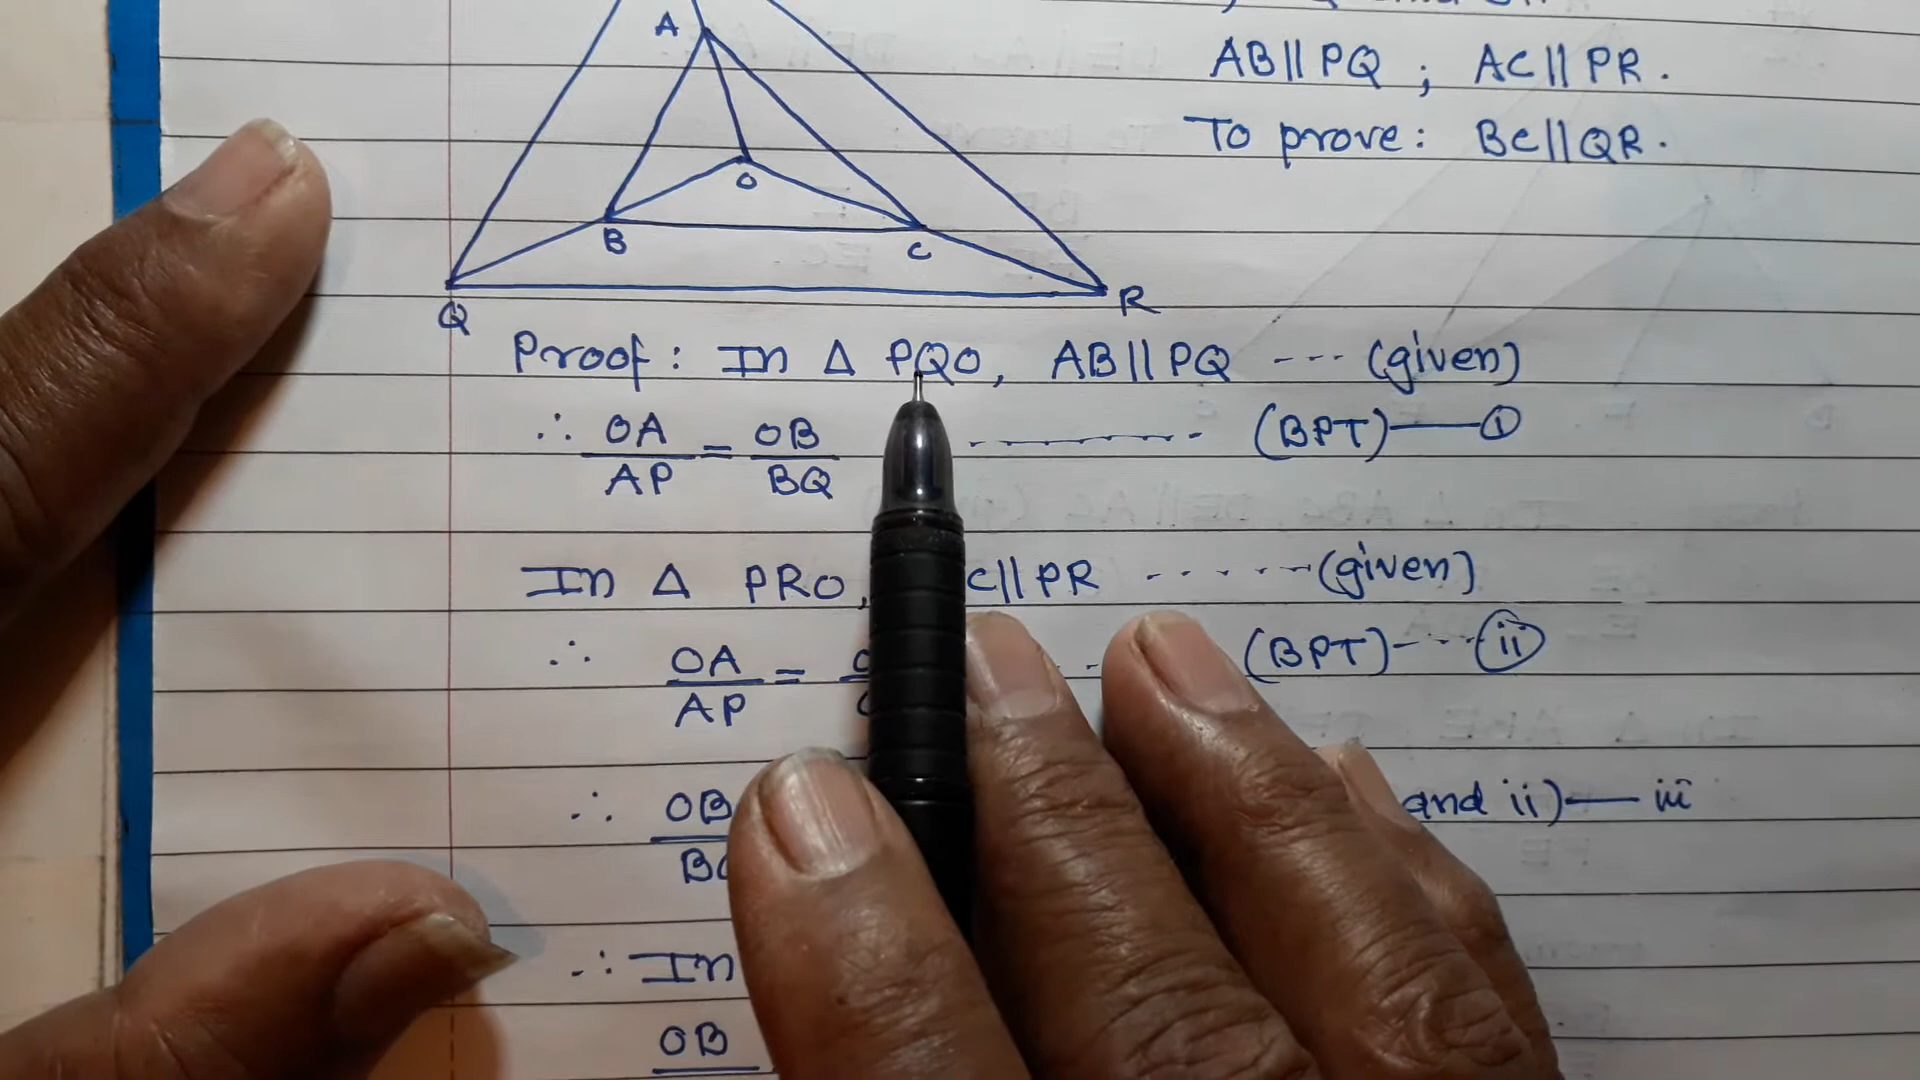 AB||PQ ; AC||PR.
To prove: BC||QR.
A
O
B
C
Q
R
Proof: In Δ PQO, AB||PQ --- (given)
∴ OA/AP = OB/BQ ---------- (BPT)—①
In Δ PRO, C||PR ------(given)
∴ OA/AP = (BPT)----ⓘⓘ
∴ OB and ii)— iii
∴ In
OB